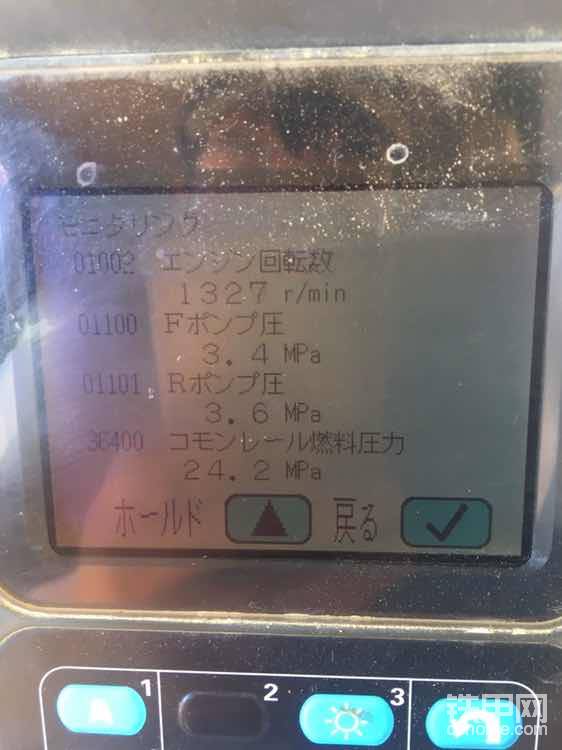 モニタリング
01002 エンジン回転数
1327 r/min
01100 Fポンプ圧
3.4 MPa
01101 Rポンプ圧
3.6 MPa
36400 コモンレール燃料圧力
24.2 MPa
ホールド 戻る
1 2 3
铁甲网
cehome.com